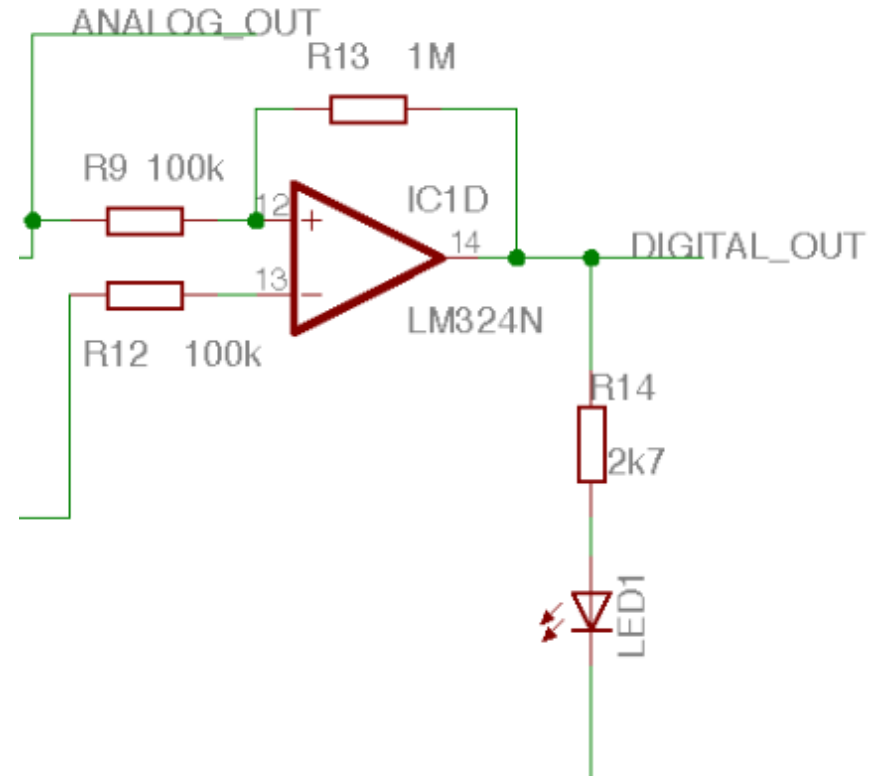 ANALOG_OUT
R13 1M
R9 100k
12
IC1D
+
14
DIGITAL_OUT
13
−
LM324N
R12 100k
R14
2k7
LED1